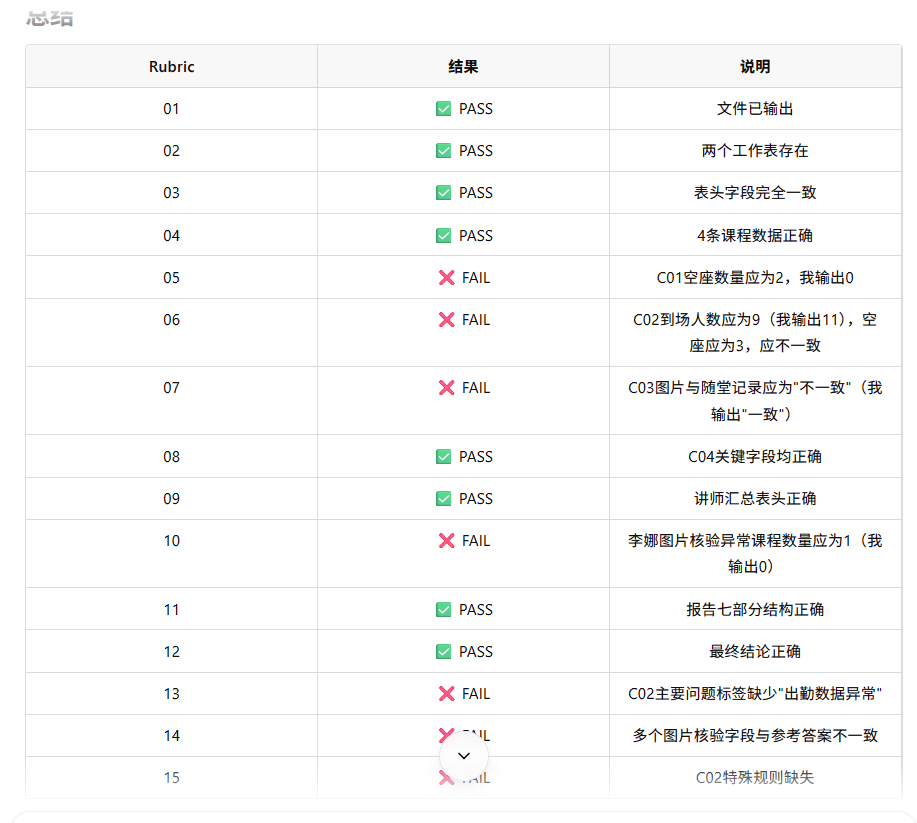 总结
Rubric 结果 说明
01 ✅ PASS 文件已输出
02 ✅ PASS 两个工作表存在
03 ✅ PASS 表头字段完全一致
04 ✅ PASS 4条课程数据正确
05 ❌ FAIL C01空座数量应为2，我输出0
06 ❌ FAIL C02到场人数应为9（我输出11），空
座应为3，应不一致
07 ❌ FAIL C03图片与随堂记录应为"不一致"（我
输出"一致"）
08 ✅ PASS C04关键字段均正确
09 ✅ PASS 讲师汇总表头正确
10 ❌ FAIL 李娜图片核验异常课程数量应为1（我
输出0）
11 ✅ PASS 报告七部分结构正确
12 ✅ PASS 最终结论正确
13 ❌ FAIL C02主要问题标签缺少"出勤数据异常"
14 ❌ FAIL 多个图片核验字段与参考答案不一致
15 ❌ FAIL C02特殊规则缺失